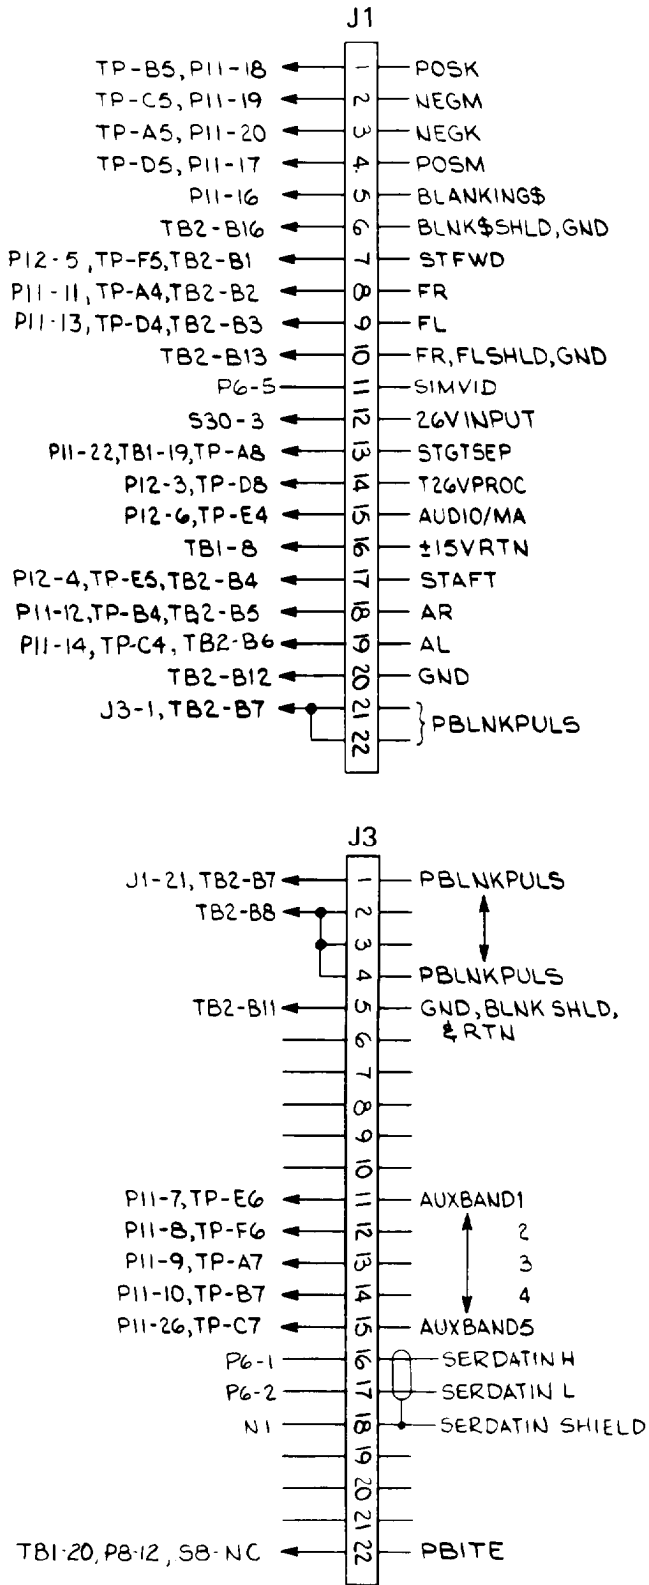 J1
TP-B5, P11-18 1 POSK
TP-C5, P11-19 2 NEGM
TP-A5, P11-20 3 NEGK
TP-D5, P11-17 4 POSM
P11-16 5 BLANKING$
TB2-B16 6 BLNK$SHLD, GND
P12-5, TP-F5, TB2-B1 7 STFWD
P11-11, TP-A4, TB2-B2 8 FR
P11-13, TP-D4, TB2-B3 9 FL
TB2-B13 10 FR, FLSHLD, GND
P6-5 11 SIMVID
S30-3 12 26VINPUT
P11-22, TB1-19, TP-A8 13 STGTSEP
P12-3, TP-D8 14 T26VPROC
P12-6, TP-E4 15 AUDIO/MA
TB1-8 16 ±15VRTN
P12-4, TP-E5, TB2-B4 17 STAFT
P11-12, TP-B4, TB2-B5 18 AR
P11-14, TP-C4, TB2-B6 19 AL
TB2-B12 20 GND
J3-1, TB2-B7 21
22 PBLNKPULS
J3
J1-21, TB2-B7 1 PBLNKPULS
TB2-B8 2
3
4 PBLNKPULS
TB2-B11 5 GND, BLNK SHLD,
& RTN
6
7
8
9
10
P11-7, TP-E6 11 AUXBAND1
P11-8, TP-F6 12 2
P11-9, TP-A7 13 3
P11-10, TP-B7 14 4
P11-26, TP-C7 15 AUXBAND5
P6-1 16 SERDATIN H
P6-2 17 SERDATIN L
N1 18 SERDATIN SHIELD
19
20
21
TB1-20, P8-12, S8-NC 22 PBITE